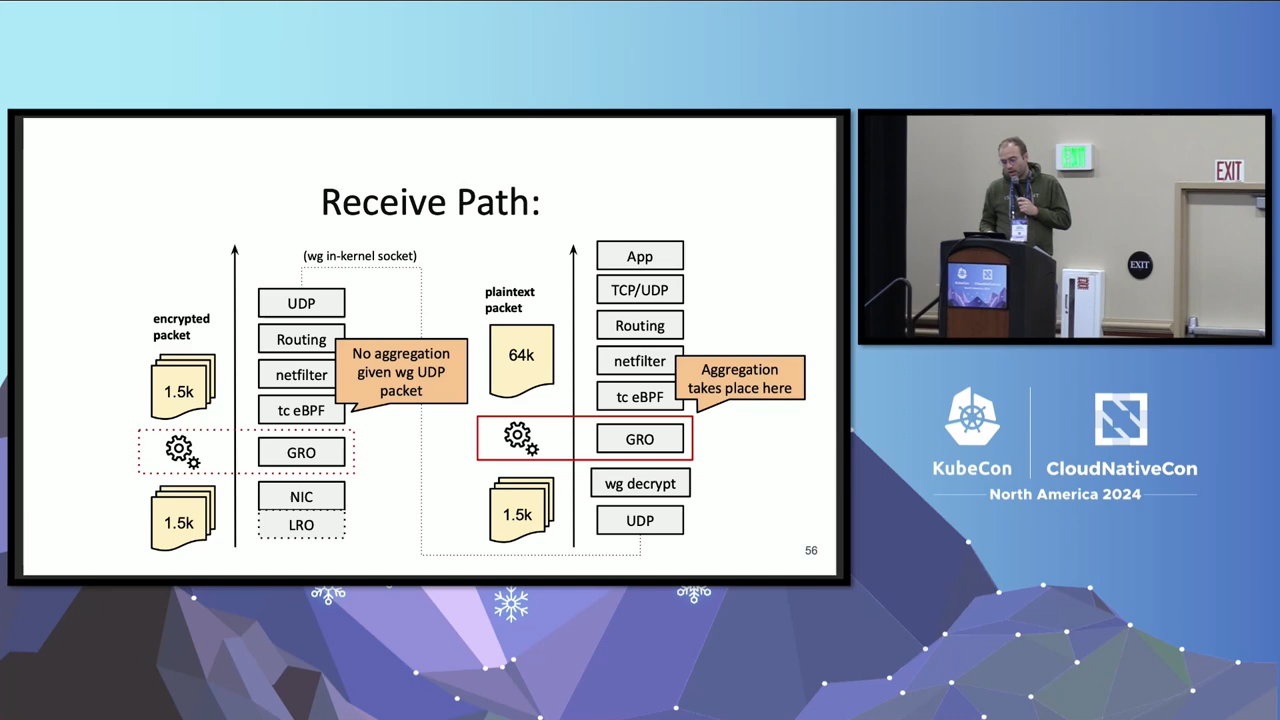 Receive Path:
(wg in-kernel socket)
encrypted
packet
1.5k
1.5k
UDP
Routing
netfilter
tc eBPF
GRO
NIC
LRO
No aggregation
given wg UDP
packet
plaintext
packet
64k
1.5k
App
TCP/UDP
Routing
netfilter
tc eBPF
GRO
wg decrypt
UDP
Aggregation
takes place here
56
EXIT
EXIT
KubeCon
CloudNativeCon
North America 2024